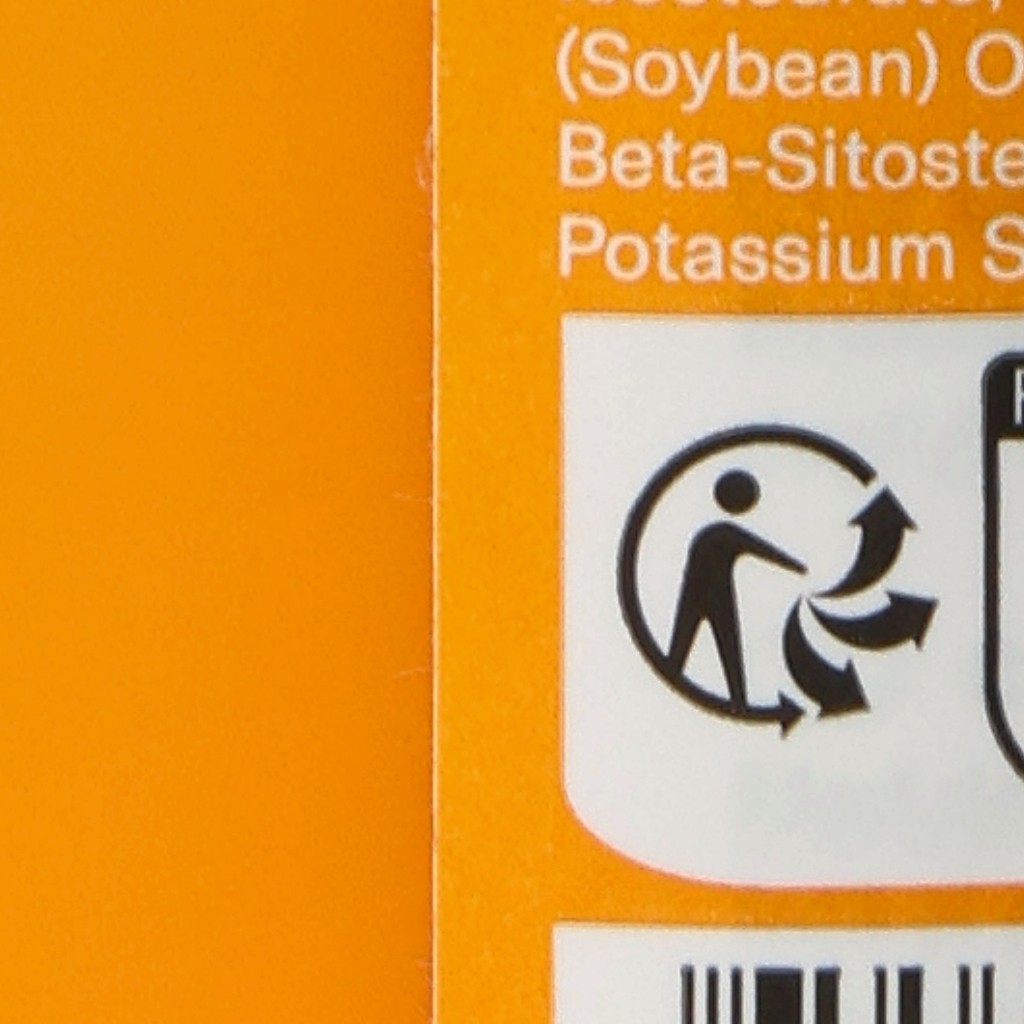 (Soybean)
Beta-Sitoste
Potassium S